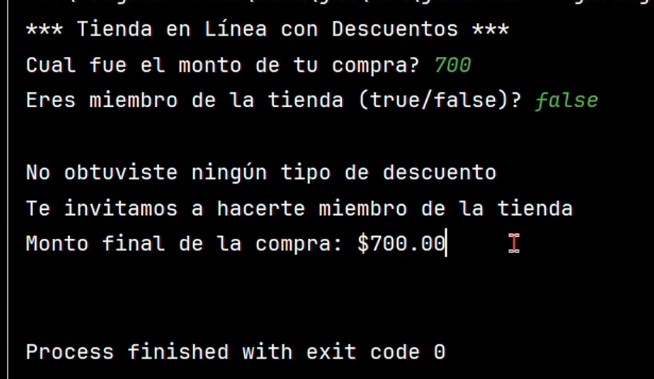 *** Tienda en Línea con Descuentos ***
Cual fue el monto de tu compra? 700
Eres miembro de la tienda (true/false)? false
No obtuviste ningún tipo de descuento
Te invitamos a hacerte miembro de la tienda
Monto final de la compra: $700.00
Process finished with exit code 0